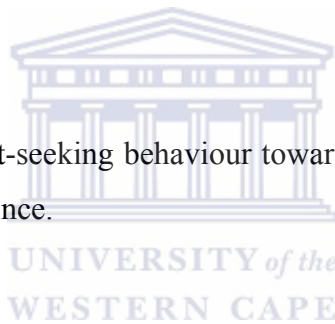 t-seeking behaviour towar
nce.
UNIVERSITY of the
WESTERN CAPE